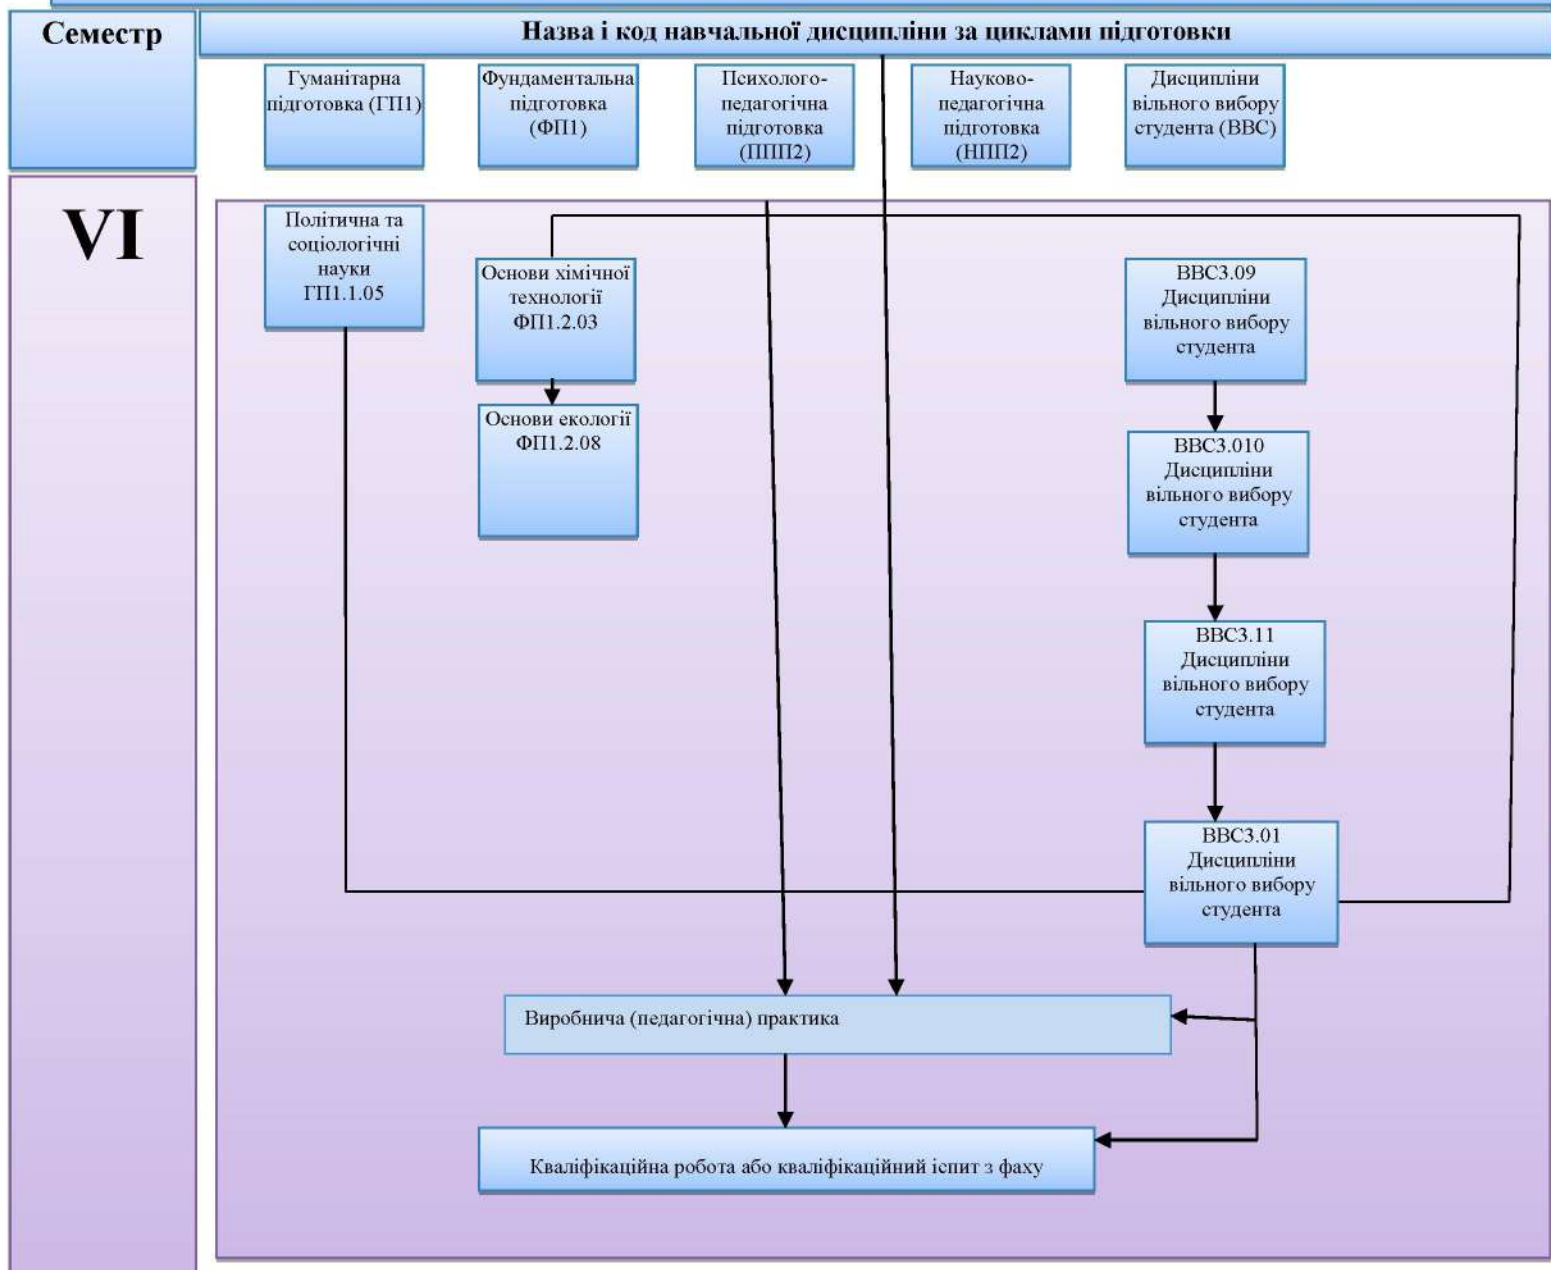 Семестр
Назва і код навчальної дисципліни за циклами підготовки
Гуманітарна
підготовка (ГП1)
Фундаментальна
підготовка
(ФП1)
Психолого-
педагогічна
підготовка
(ППП2)
Науково-
педагогічна
підготовка
(НПП2)
Дисципліни
вільного вибору
студента (ВВС)
VI
Політична та
соціологічні
науки
ГП1.1.05
Основи хімічної
технології
ФП1.2.03
Основи екології
ФП1.2.08
ВВС3.09
Дисципліни
вільного вибору
студента
ВВС3.010
Дисципліни
вільного вибору
студента
ВВС3.11
Дисципліни
вільного вибору
студента
ВВС3.01
Дисципліни
вільного вибору
студента
Виробнича (педагогічна) практика
Кваліфікаційна робота або кваліфікаційний іспит з фаху